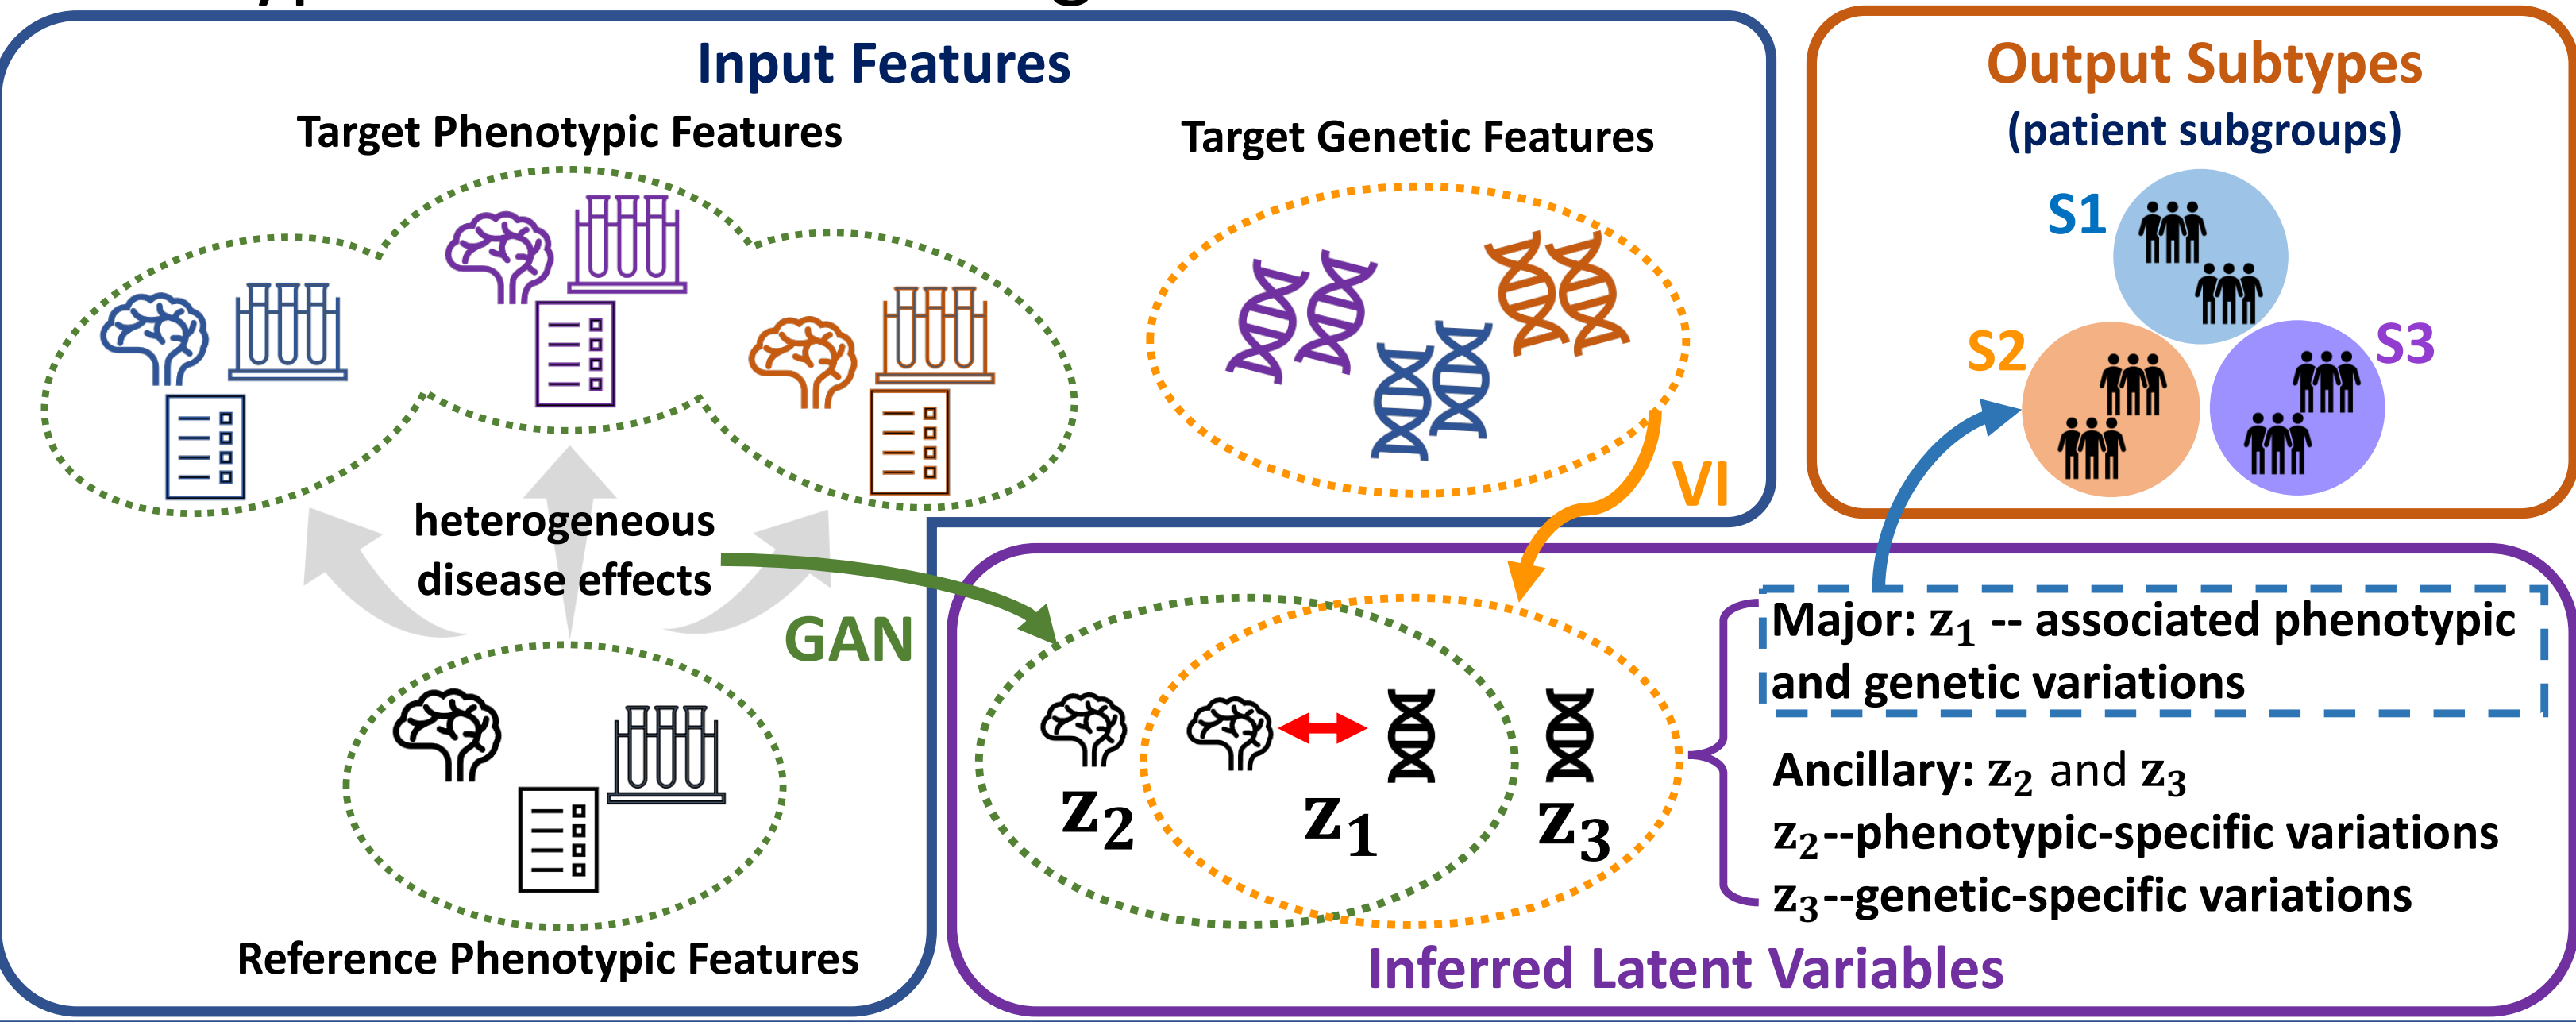 Input Features
Target Phenotypic Features
Target Genetic Features
heterogeneous
disease effects
GAN
VI
Reference Phenotypic Features
Output Subtypes
(patient subgroups)
S1
S2
S3
z₂
z₁
z₃
Major: z₁ -- associated phenotypic
and genetic variations
Ancillary: z₂ and z₃
z₂--phenotypic-specific variations
z₃--genetic-specific variations
Inferred Latent Variables